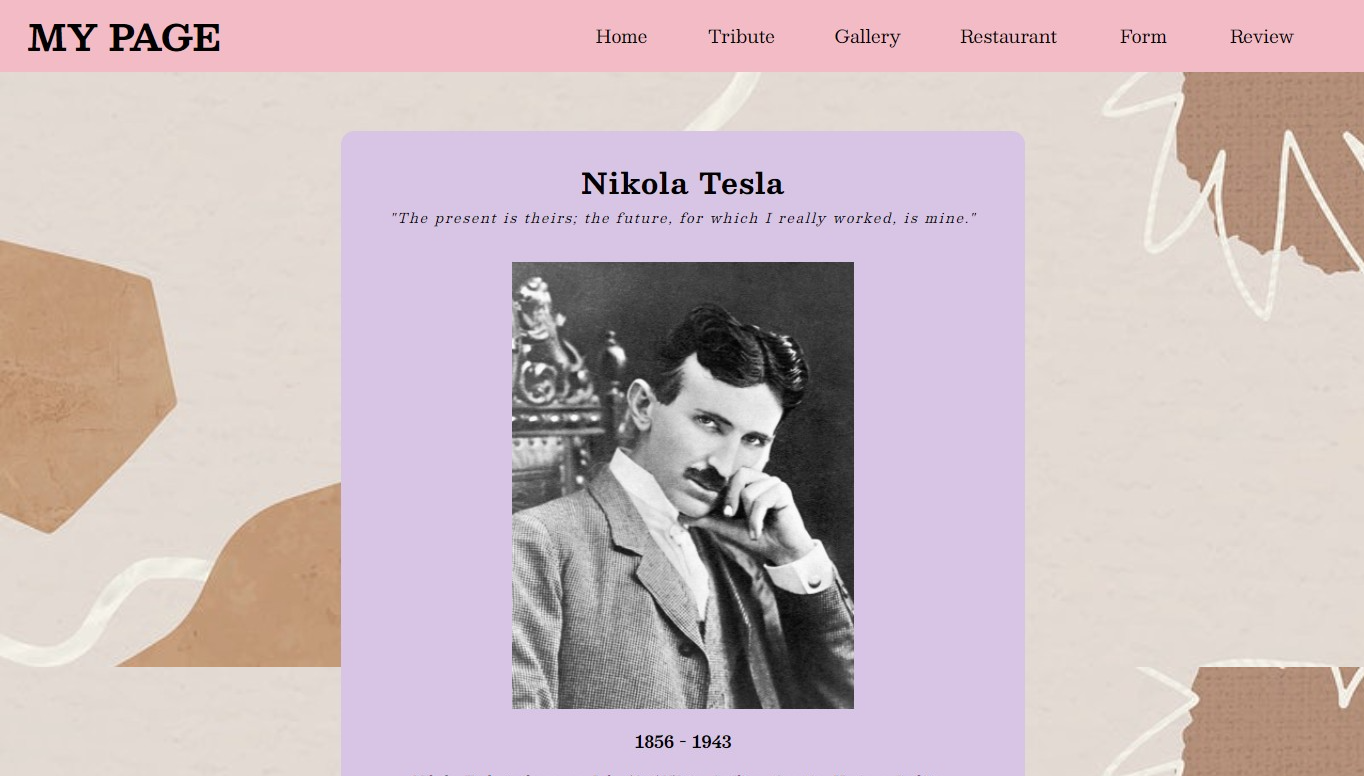 MY PAGE
Home Tribute Gallery Restaurant Form Review
Nikola Tesla
"The present is theirs; the future, for which I really worked, is mine."
1856 - 1943